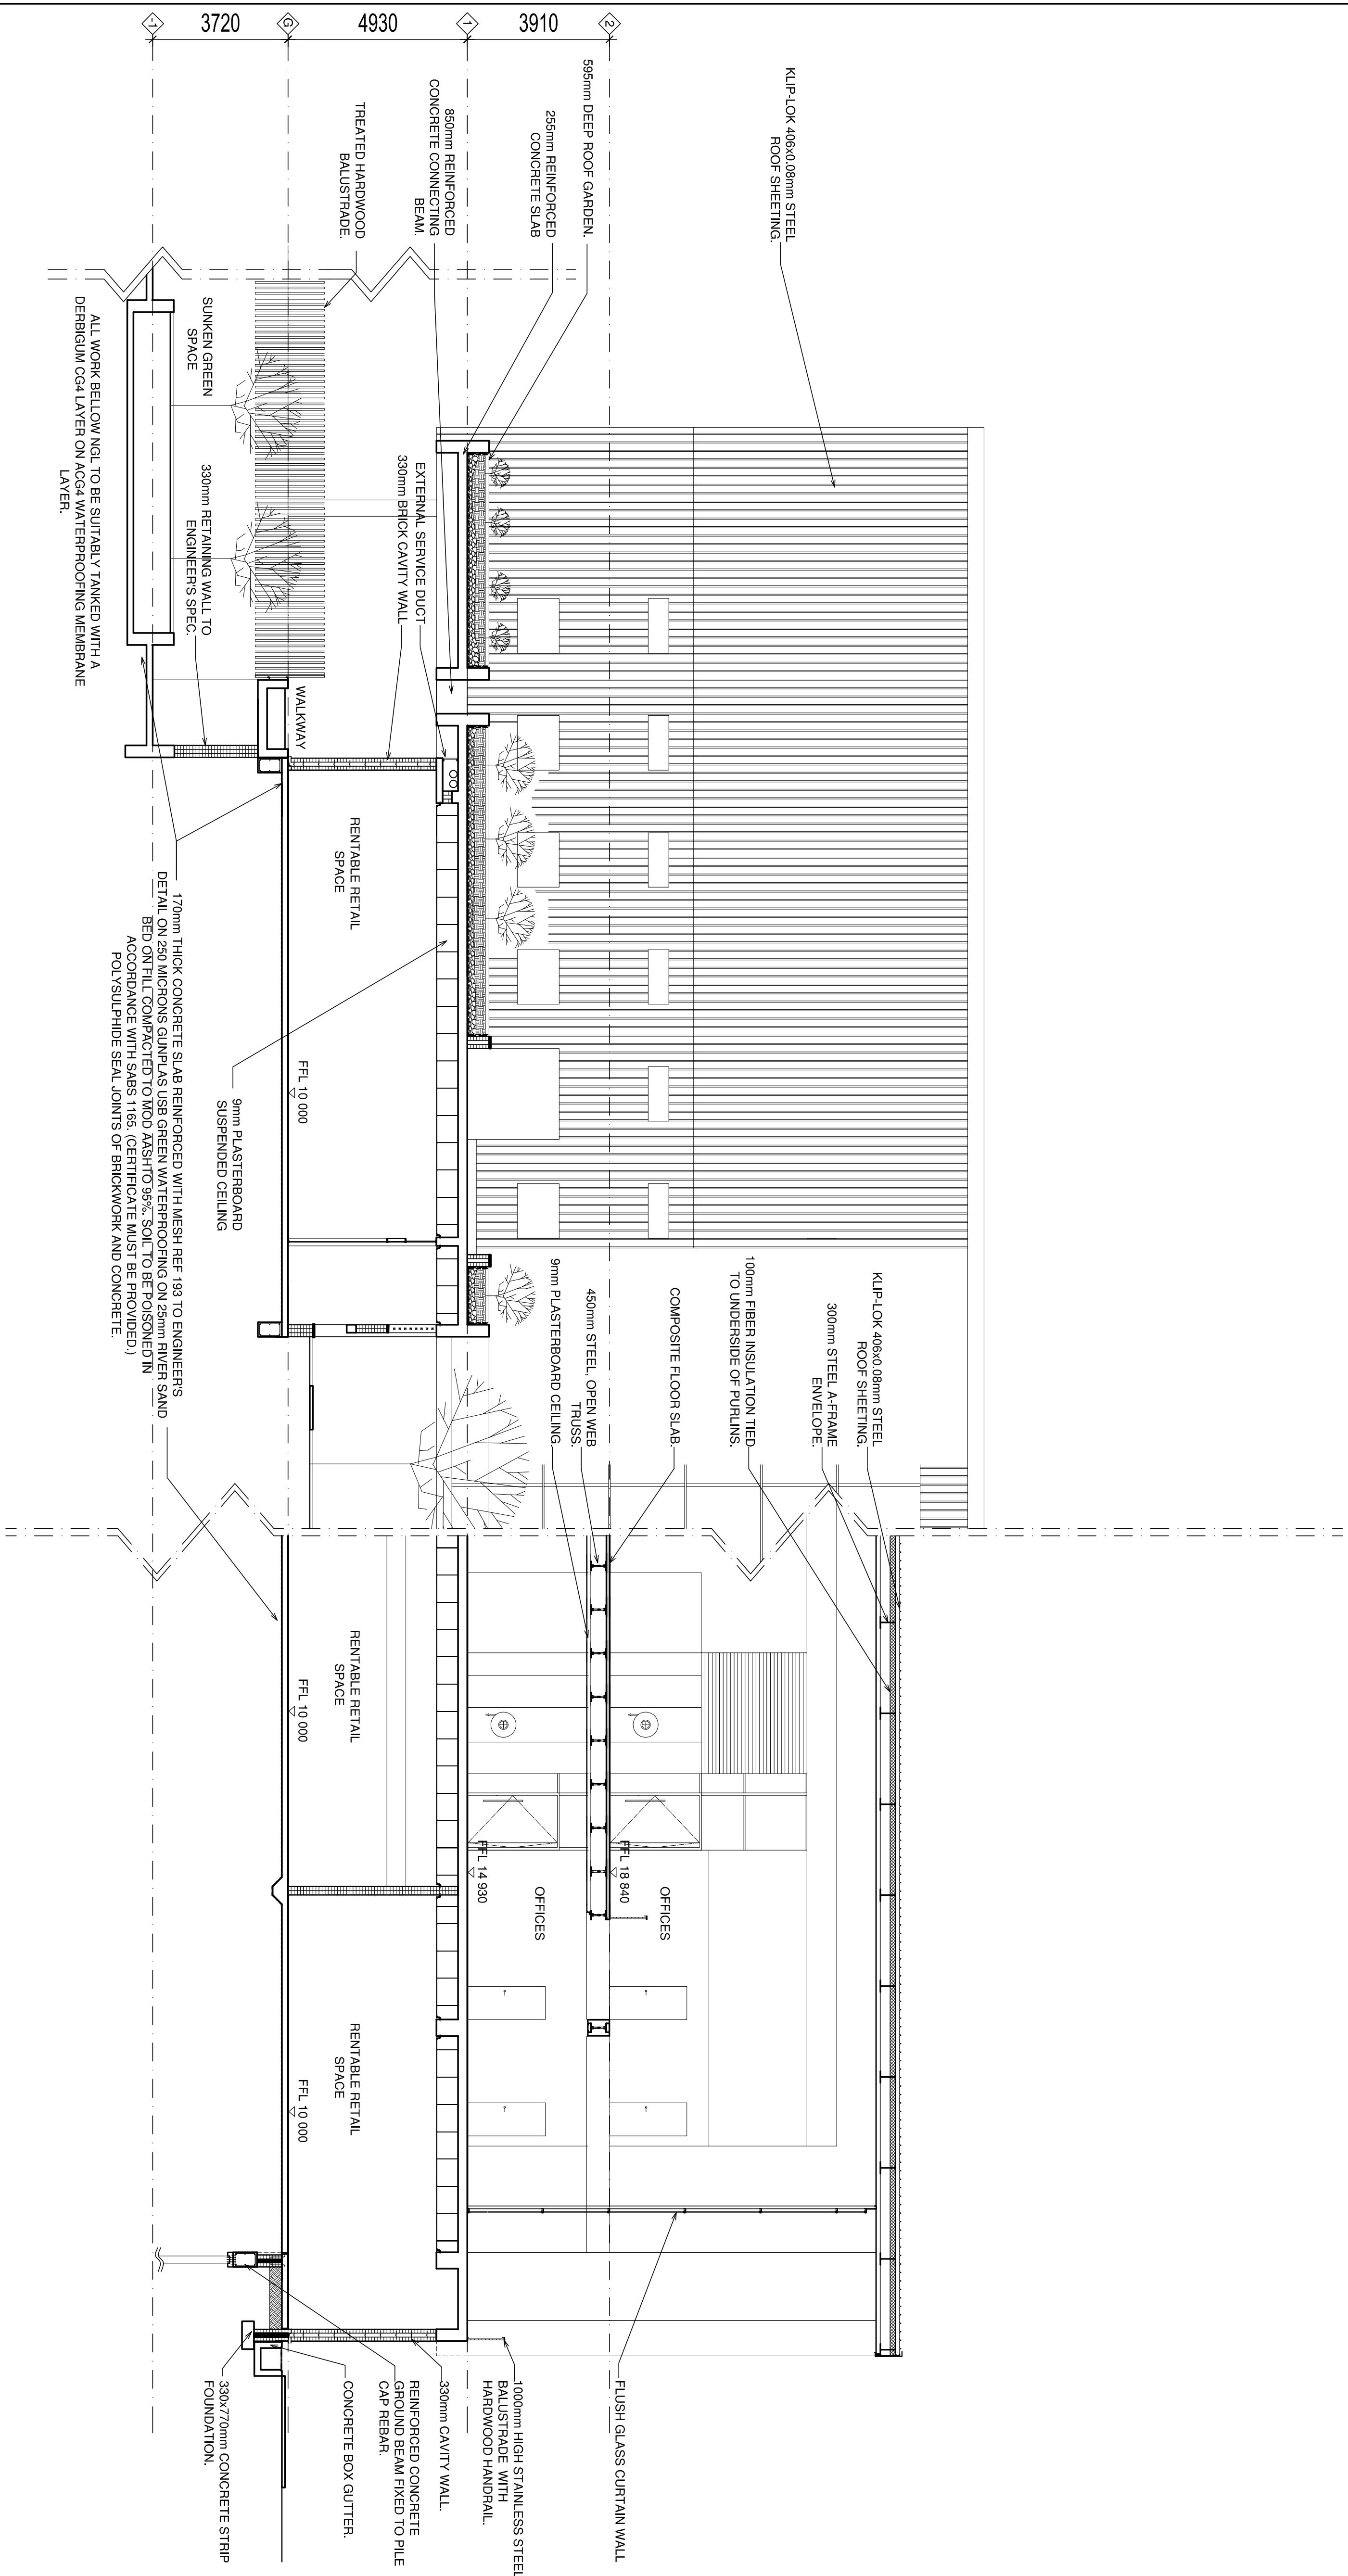 2
1
G
-1
3910
4930
3720
KLIP-LOK 406x0.08mm STEEL
ROOF SHEETING.
595mm DEEP ROOF GARDEN.
255mm REINFORCED
CONCRETE SLAB
850mm REINFORCED
CONCRETE CONNECTING
BEAM.
TREATED HARDWOOD
BALUSTRADE.
SUNKEN GREEN
SPACE
ALL WORK BELLOW NGL TO BE SUITABLY TANKED WITH A
DERBIGUM CG4 LAYER ON ACG4 WATERPROOFING MEMBRANE
LAYER.
EXTERNAL SERVICE DUCT
330mm BRICK CAVITY WALL
330mm RETAINING WALL TO
ENGINEER'S SPEC.
WALKWAY
RENTABLE RETAIL
SPACE
FFL 10 000
9mm PLASTERBOARD
SUSPENDED CEILING
170mm THICK CONCRETE SLAB REINFORCED WITH MESH REF 193 TO ENGINEER'S
DETAIL ON 250 MICRONS GUNPLAS USB GREEN WATERPROOFING ON 25mm RIVER SAND
BED ON FILL COMPACTED TO MOD AASHTO 95%. SOIL TO BE POISONED IN
ACCORDANCE WITH SABS 1165. (CERTIFICATE MUST BE PROVIDED.)
POLYSULPHIDE SEAL JOINTS OF BRICKWORK AND CONCRETE.
KLIP-LOK 406x0.08mm STEEL
ROOF SHEETING.
300mm STEEL A-FRAME
ENVELOPE.
100mm FIBER INSULATION TIED
TO UNDERSIDE OF PURLINS.
COMPOSITE FLOOR SLAB.
450mm STEEL, OPEN WEB
TRUSS.
9mm PLASTERBOARD CEILING.
FFL 18 840
OFFICES
FFL 14 930
OFFICES
RENTABLE RETAIL
SPACE
FFL 10 000
RENTABLE RETAIL
SPACE
FFL 10 000
FLUSH GLASS CURTAIN WALL
1000mm HIGH STAINLESS STEEL
BALUSTRADE WITH
HARDWOOD HANDRAIL.
330mm CAVITY WALL.
REINFORCED CONCRETE
GROUND BEAM FIXED TO PILE
CAP REBAR.
CONCRETE BOX GUTTER.
330x770mm CONCRETE STRIP
FOUNDATION.